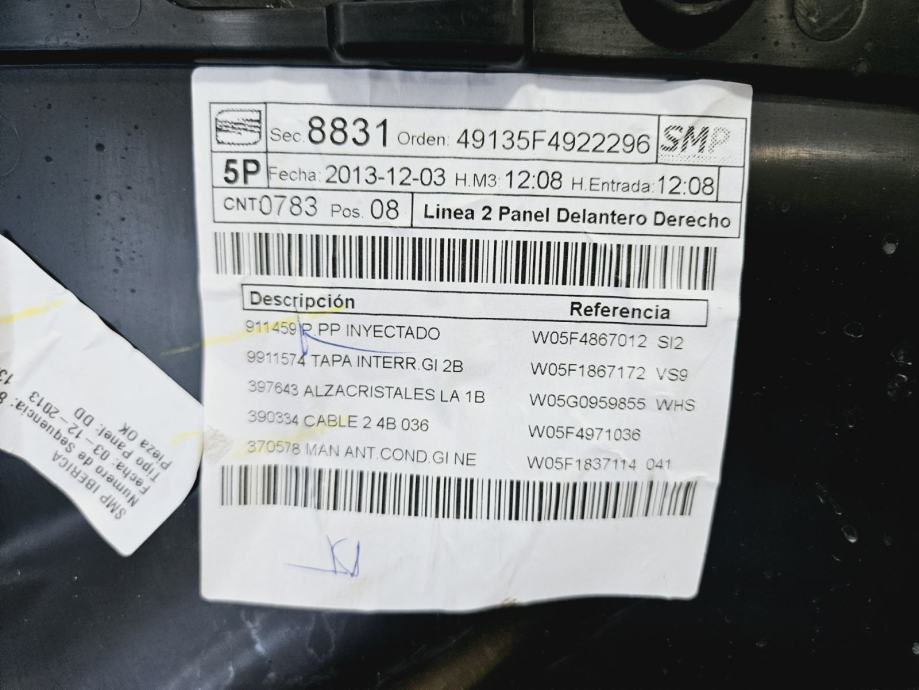 Sec. 8831 Orden: 49135F4922296 SMP
5P Fecha: 2013-12-03 H.M3: 12:08 H.Entrada: 12:08
CNT: 0783 Pos. 08 Linea 2 Panel Delantero Derecho
Descripción Referencia
911459 P.PP INYECTADO W05F4867012 SI2
9911574 TAPA INTERR.GI 2B W05F1867172 VS9
397643 ALZACRISTALES LA 1B W05G0959855 WHS
390334 CABLE 2 4B 036 W05F4971036
370578 MAN ANT.COND.GI NE W05F1837114 041
SMP IBERICA
Numero de Sequencia: 8
Fecha: 03-12-2013
Tipo Panel: DD
Pieza OK